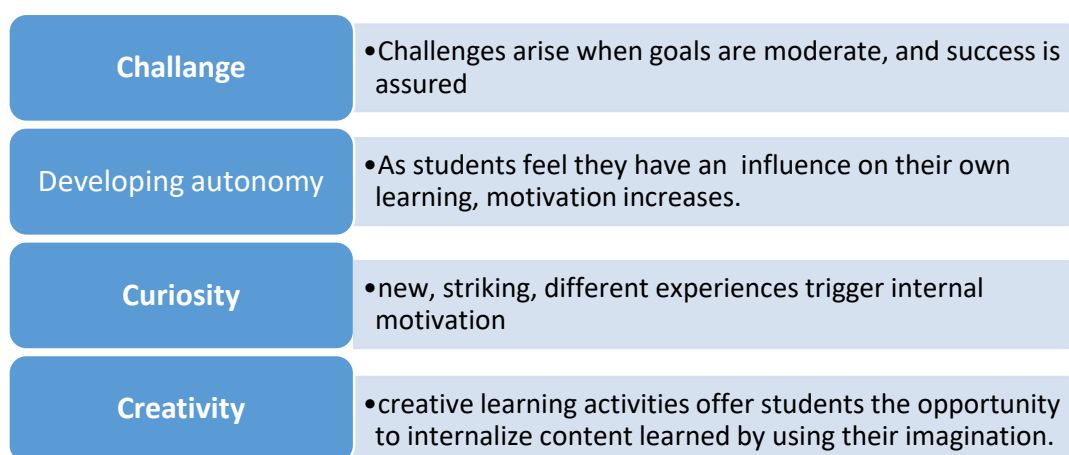 Challange
•Challenges arise when goals are moderate, and success is
assured
Developing autonomy
•As students feel they have an influence on their own
learning, motivation increases.
Curiosity
•new, striking, different experiences trigger internal
motivation
Creativity
•creative learning activities offer students the opportunity
to internalize content learned by using their imagination.